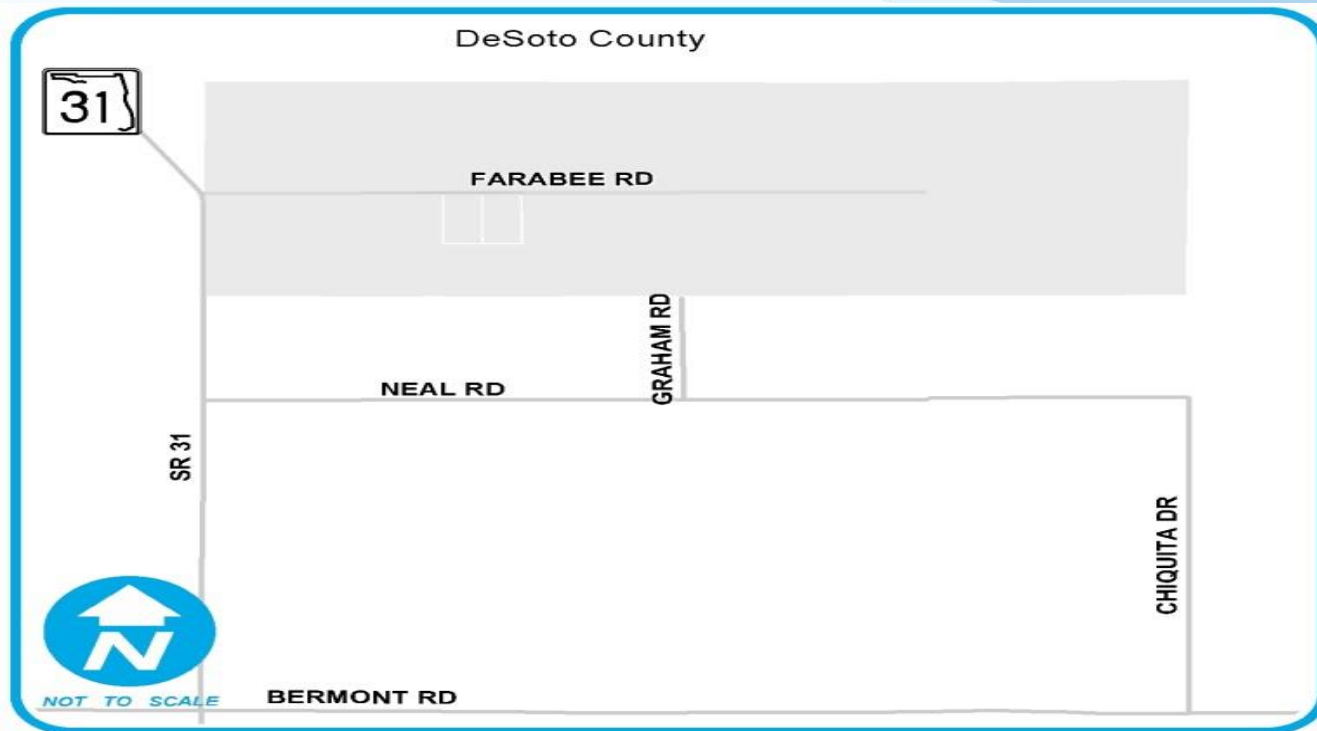 DeSoto County
31
FARABEE RD
GRAHAM RD
NEAL RD
SR 31
CHIQUITA DR
N
NOT TO SCALE
BERMONT RD